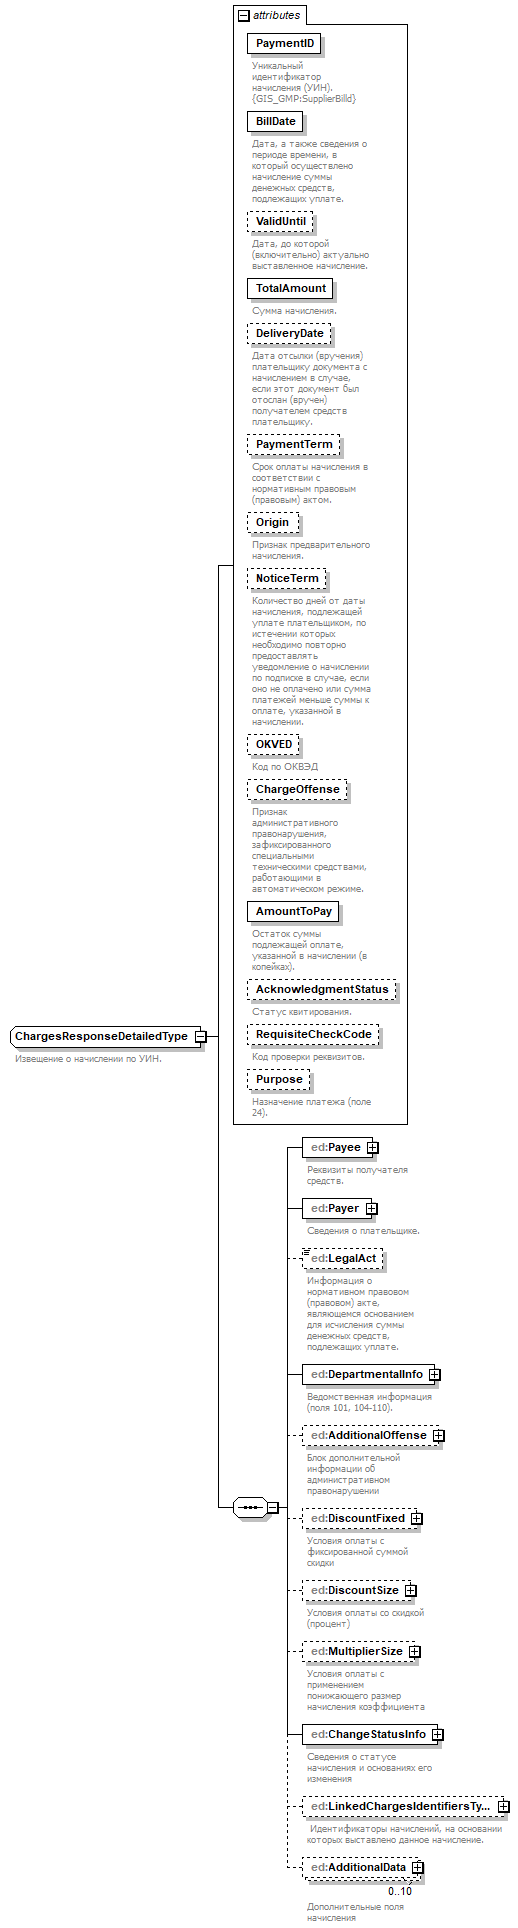 attributes
PaymentID
Уникальный
идентификатор
начисления (УИН).
{GIS_GMP:SupplierBilld}
BillDate
Дата, а также сведения о
периоде времени, в
который осуществлено
начисление суммы
денежных средств,
подлежащих уплате.
ValidUntil
Дата, до которой
(включительно) актуально
выставленное начисление.
TotalAmount
Сумма начисления.
DeliveryDate
Дата отсылки (вручения)
плательщику документа с
начислением в случае,
если этот документ был
отослан (вручен)
получателем средств
плательщику.
PaymentTerm
Срок оплаты начисления в
соответствии с
нормативным правовым
(правовым) актом.
Origin
Признак предварительного
начисления.
NoticeTerm
Количество дней от даты
начисления, подлежащей
уплате плательщиком, по
истечении которых
необходимо повторно
предоставлять
уведомление о начислении
по подписке в случае, если
оно не оплачено или сумма
платежей меньше суммы к
оплате, указанной в
начислении.
OKVED
Код по ОКВЭД
ChargeOffense
Признак
административного
правонарушения,
зафиксированного
специальными
техническими средствами,
работающими в
автоматическом режиме.
AmountToPay
Остаток суммы
подлежащей оплате,
указанной в начислении (в
копейках).
AcknowledgmentStatus
Статус квитирования.
RequisiteCheckCode
Код проверки реквизитов.
Purpose
Назначение платежа (поле
24).
ChargesResponseDetailedType
Извещение о начислении по УИН.
ed:Payee
Реквизиты получателя
средств.
ed:Payer
Сведения о плательщике.
ed:LegalAct
Информация о
нормативном правовом
(правовом) акте,
являющемся основанием
для исчисления суммы
денежных средств,
подлежащих уплате.
ed:DepartmentalInfo
Ведомственная информация
(поля 101, 104-110).
ed:AdditionalOffense
Блок дополнительной
информации об
административном
правонарушении
ed:DiscountFixed
Условия оплаты с
фиксированной суммой
скидки
ed:DiscountSize
Условия оплаты со скидкой
(процент)
ed:MultiplierSize
Условия оплаты с
применением
понижающего размер
начисления коэффициента
ed:ChangeStatusInfo
Сведения о статусе
начисления и основаниях его
изменения
ed:LinkedChargesIdentifiersTy...
Идентификаторы начислений, на основании
которых выставлено данное начисление.
ed:AdditionalData
0..10
Дополнительные поля
начисления